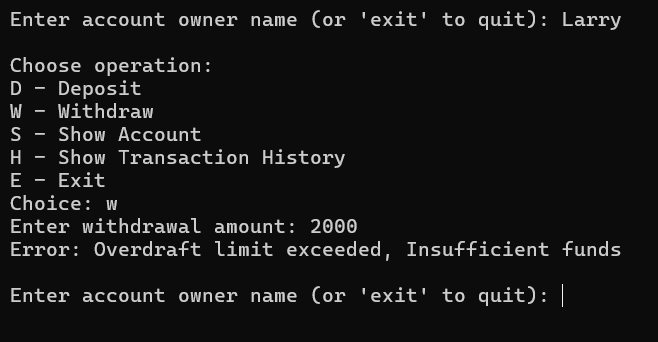 Enter account owner name (or 'exit' to quit): Larry
Choose operation:
D - Deposit
W - Withdraw
S - Show Account
H - Show Transaction History
E - Exit
Choice: w
Enter withdrawal amount: 2000
Error: Overdraft limit exceeded, Insufficient funds
Enter account owner name (or 'exit' to quit):